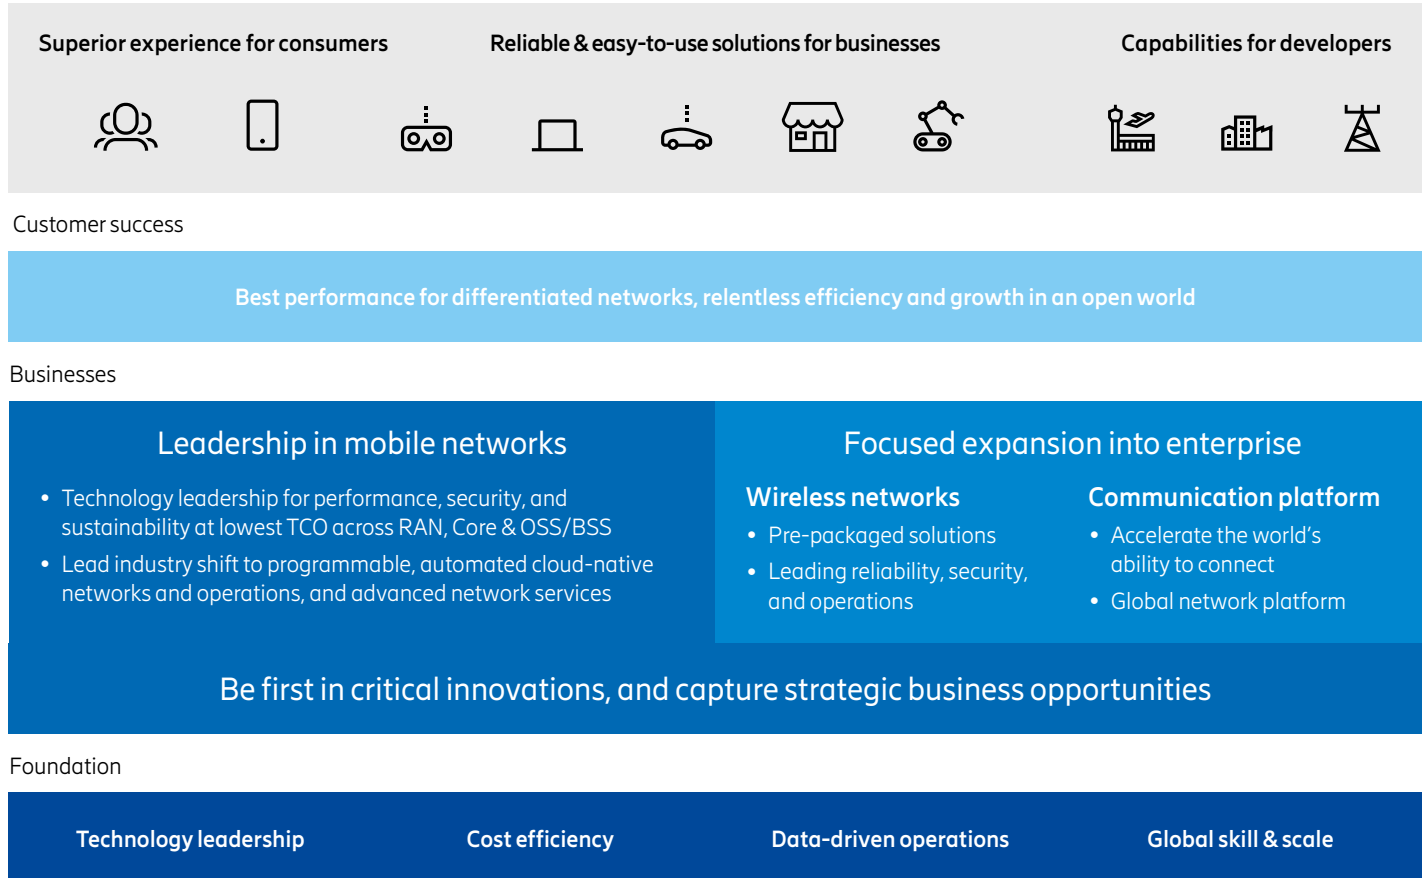 Superior experience for consumers
Reliable & easy-to-use solutions for businesses
Capabilities for developers
Customer success
Best performance for differentiated networks, relentless efficiency and growth in an open world
Businesses
Leadership in mobile networks
• Technology leadership for performance, security, and
sustainability at lowest TCO across RAN, Core & OSS/BSS
• Lead industry shift to programmable, automated cloud-native
networks and operations, and advanced network services
Focused expansion into enterprise
Wireless networks
• Pre-packaged solutions
• Leading reliability, security,
and operations
Communication platform
• Accelerate the world’s
ability to connect
• Global network platform
Be first in critical innovations, and capture strategic business opportunities
Foundation
Technology leadership
Cost efficiency
Data-driven operations
Global skill & scale